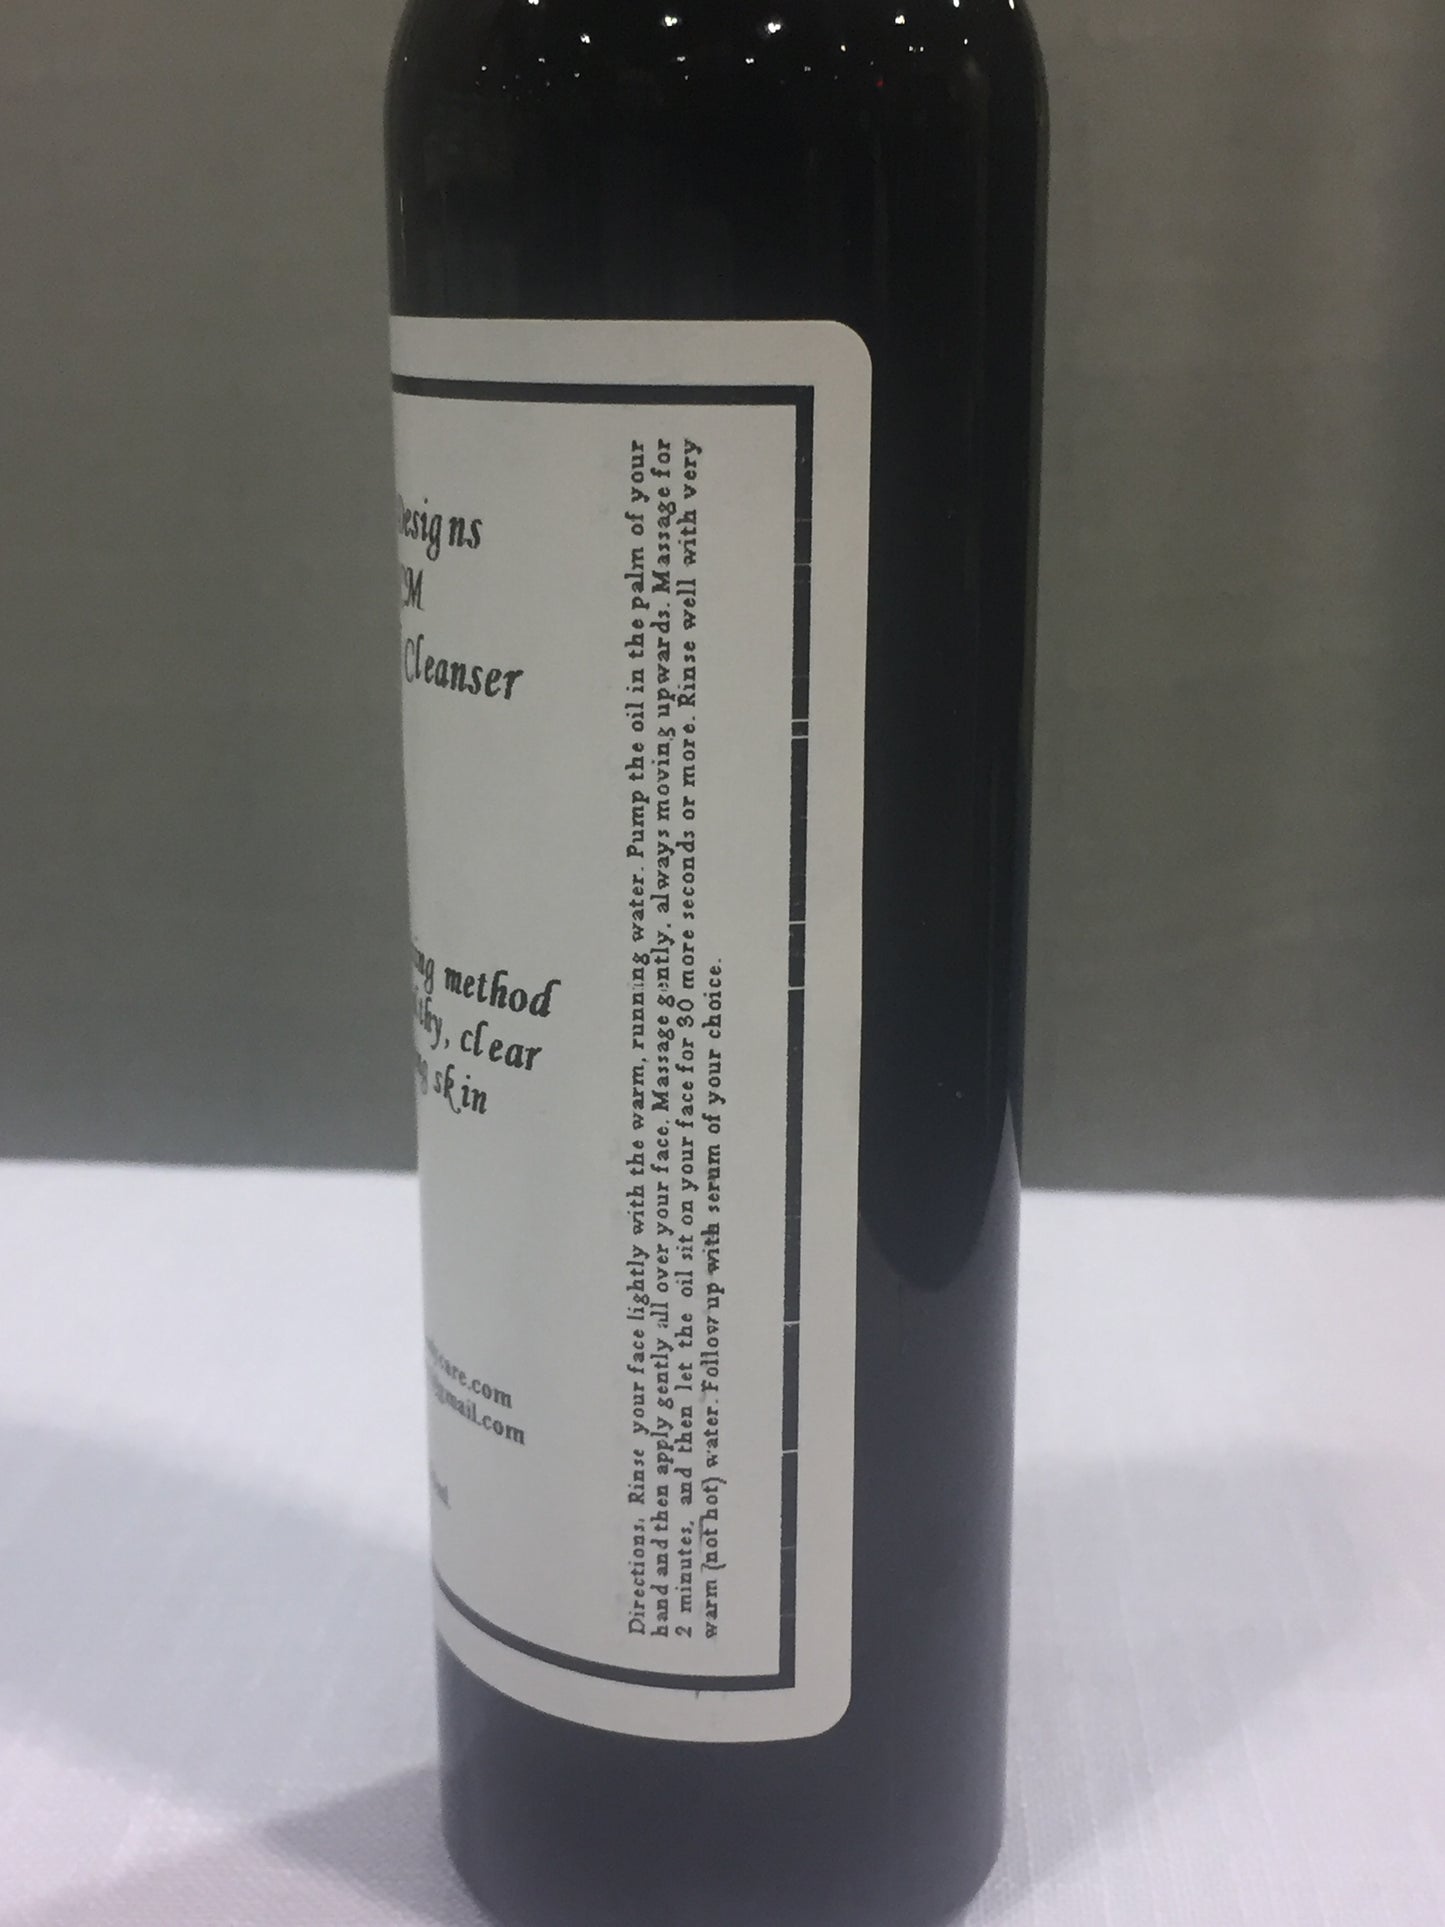 Designs
CM
Cleanser
method
clear
skin
Directions. Rinse your face lightly with the warm, running water. Pump the oil in the palm of your
hand and then apply gently all over your face. Massage gently, always moving upwards. Massage for
2 minutes, and then let the oil sit on your face for 30 more seconds or more. Rinse well with very
warm (not hot) water. Follow up with serum of your choice.